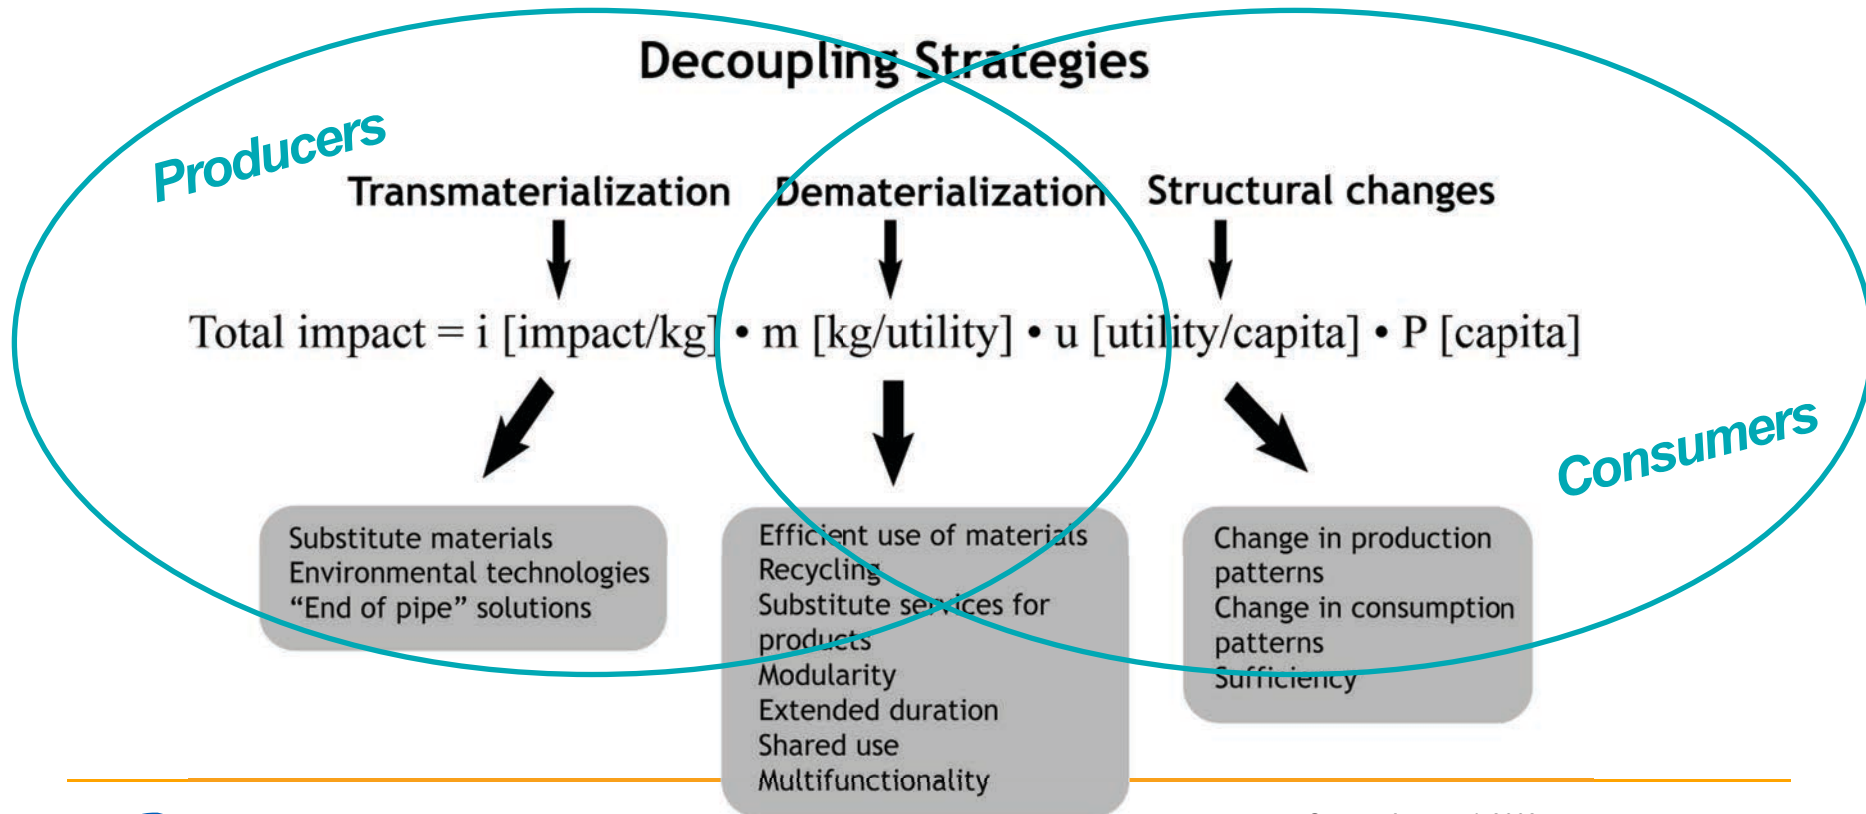 Decoupling Strategies
Producers
Transmaterialization
Dematerialization
Structural changes
Total impact = i [impact/kg] • m [kg/utility] • u [utility/capita] • P [capita]
Consumers
Substitute materials
Environmental technologies
“End of pipe” solutions
Efficient use of materials
Recycling
Substitute services for
products
Modularity
Extended duration
Shared use
Multifunctionality
Change in production
patterns
Change in consumption
patterns
Sufficiency